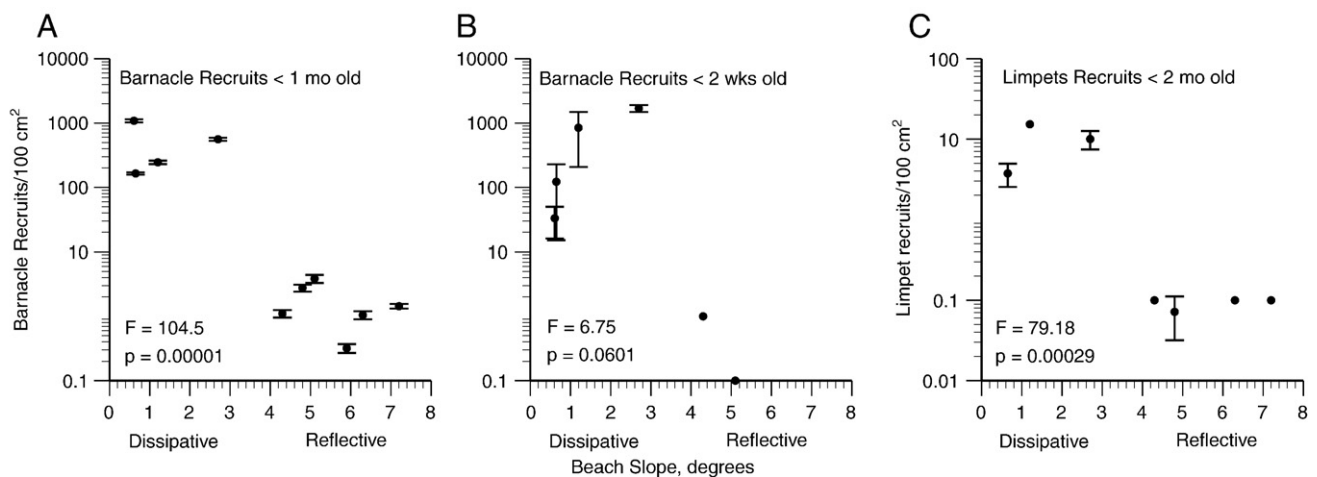 A
Barnacle Recruits < 1 mo old
Barnacle Recruits/100 cm²
10000
1000
100
10
0.1
F = 104.5
p = 0.00001
0 1 2 3 4 5 6 7 8
Dissipative Reflective
B
Barnacle Recruits < 2 wks old
10000
1000
100
10
0.1
F = 6.75
p = 0.0601
0 1 2 3 4 5 6 7 8
Dissipative Reflective
Beach Slope, degrees
C
Limpets Recruits < 2 mo old
Limpet recruits/100 cm²
100
10
0.1
0.01
F = 79.18
p = 0.00029
0 1 2 3 4 5 6 7 8
Dissipative Reflective